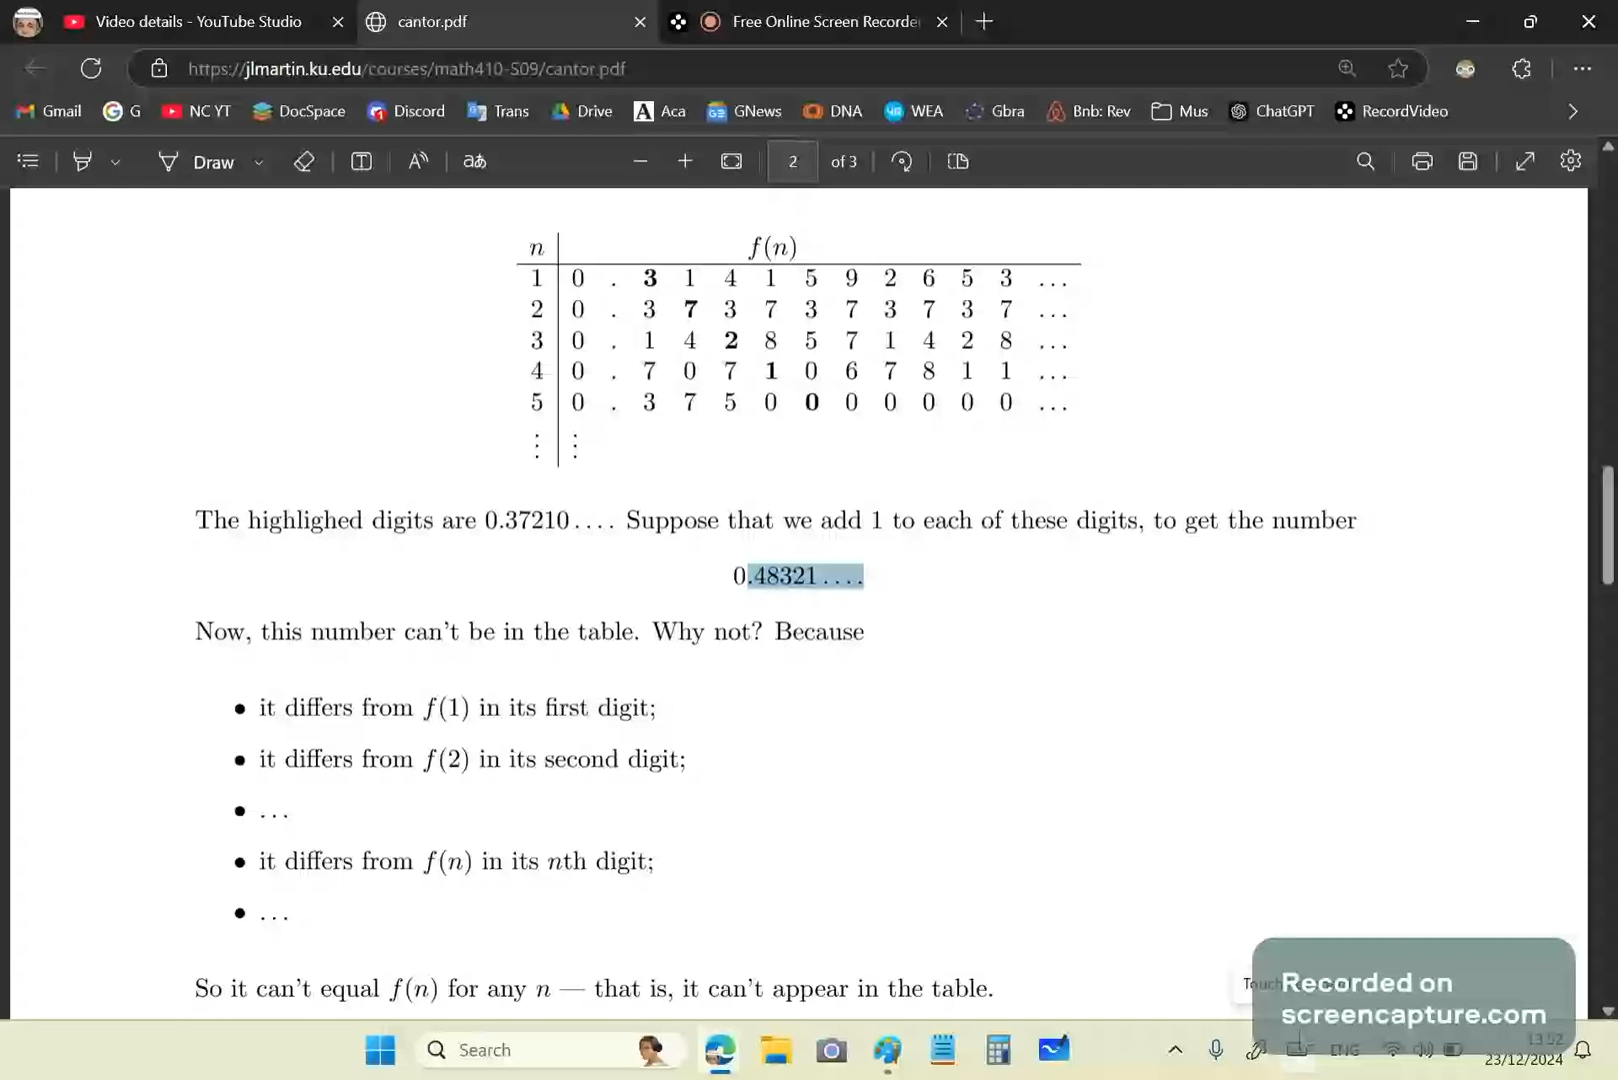 Video details - YouTube Studio
cantor.pdf
Free Online Screen Recorde
https://jlmartin.ku.edu/courses/math410-S09/cantor.pdf
Gmail G NC YT DocSpace Discord Trans Drive A Aca GNews DNA WEA Gbra Bnb: Rev Mus ChatGPT RecordVideo
Draw 2 of 3
n f(n)
1 0 . 3 1 4 1 5 9 2 6 5 3 ...
2 0 . 3 7 3 7 3 7 3 7 3 7 ...
3 0 . 1 4 2 8 5 7 1 4 2 8 ...
4 0 . 7 0 7 1 0 6 7 8 1 1 ...
5 0 . 3 7 5 0 0 0 0 0 0 0 ...
⋮ ⋮
The highlighed digits are 0.37210.... Suppose that we add 1 to each of these digits, to get the number
0.48321....
Now, this number can't be in the table. Why not? Because
• it differs from f(1) in its first digit;
• it differs from f(2) in its second digit;
• ...
• it differs from f(n) in its nth digit;
• ...
So it can't equal f(n) for any n — that is, it can't appear in the table.
Recorded on
screencapture.com
Search
ENG
13:52
23/12/2024